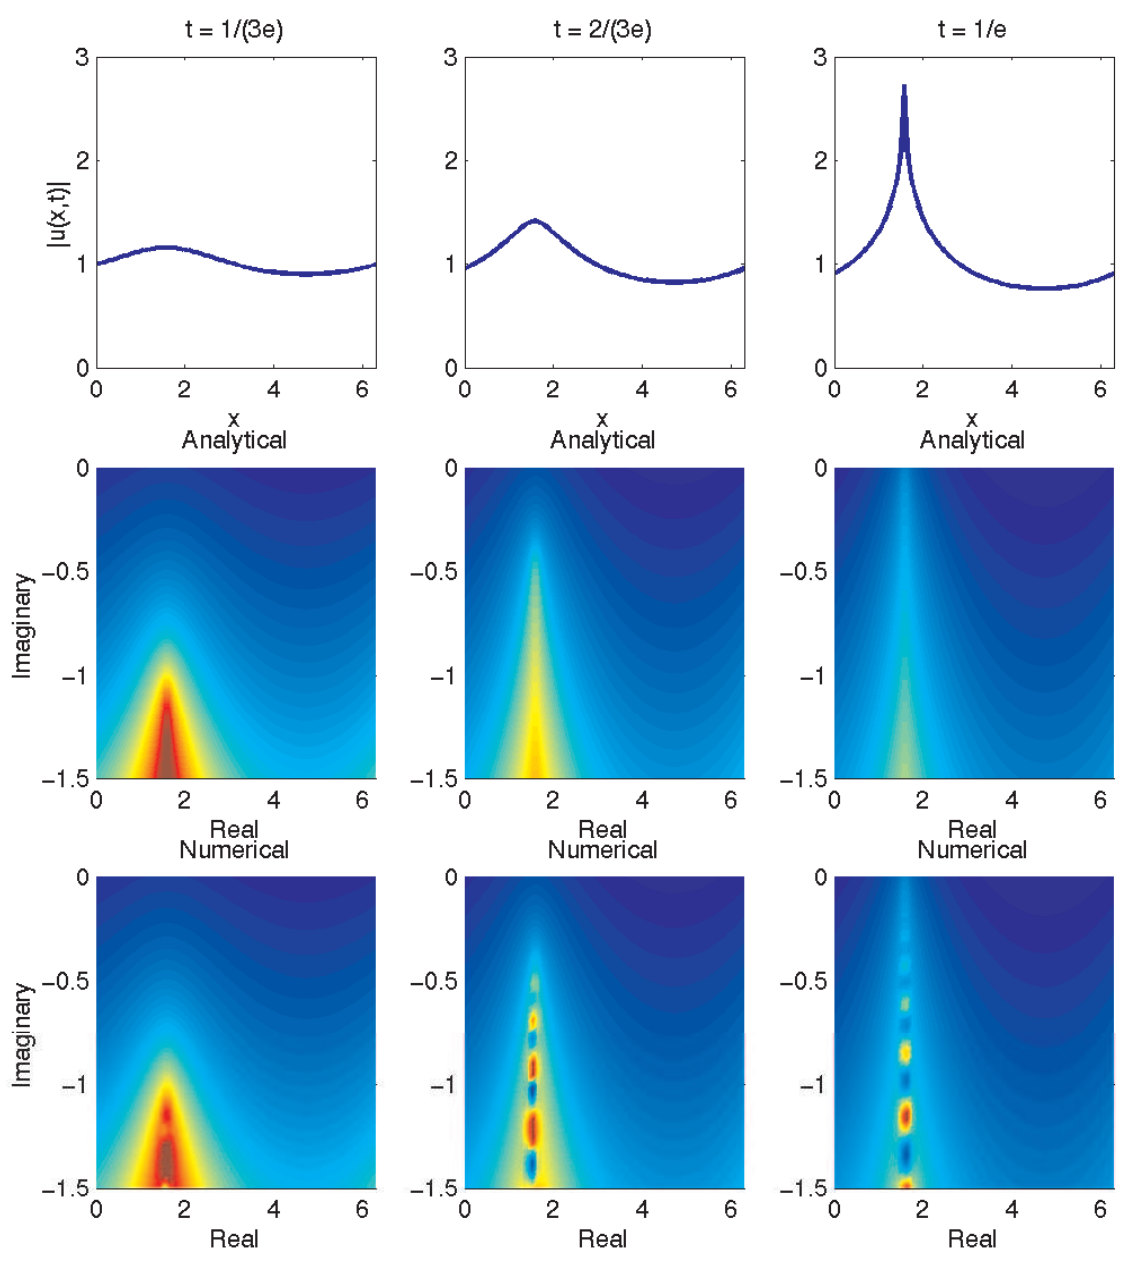 t = 1/(3e) t = 2/(3e) t = 1/e
3 3 3
2 2 2
|u(x,t)|
1 1 1
0 0 0
0 2 4 6 0 2 4 6 0 2 4 6
x x x
Analytical Analytical Analytical
0 0 0
−0.5 −0.5 −0.5
Imaginary
−1 −1 −1
−1.5 −1.5 −1.5
0 2 4 6 0 2 4 6 0 2 4 6
Real Real Real
Numerical Numerical Numerical
0 0 0
−0.5 −0.5 −0.5
Imaginary
−1 −1 −1
−1.5 −1.5 −1.5
0 2 4 6 0 2 4 6 0 2 4 6
Real Real Real